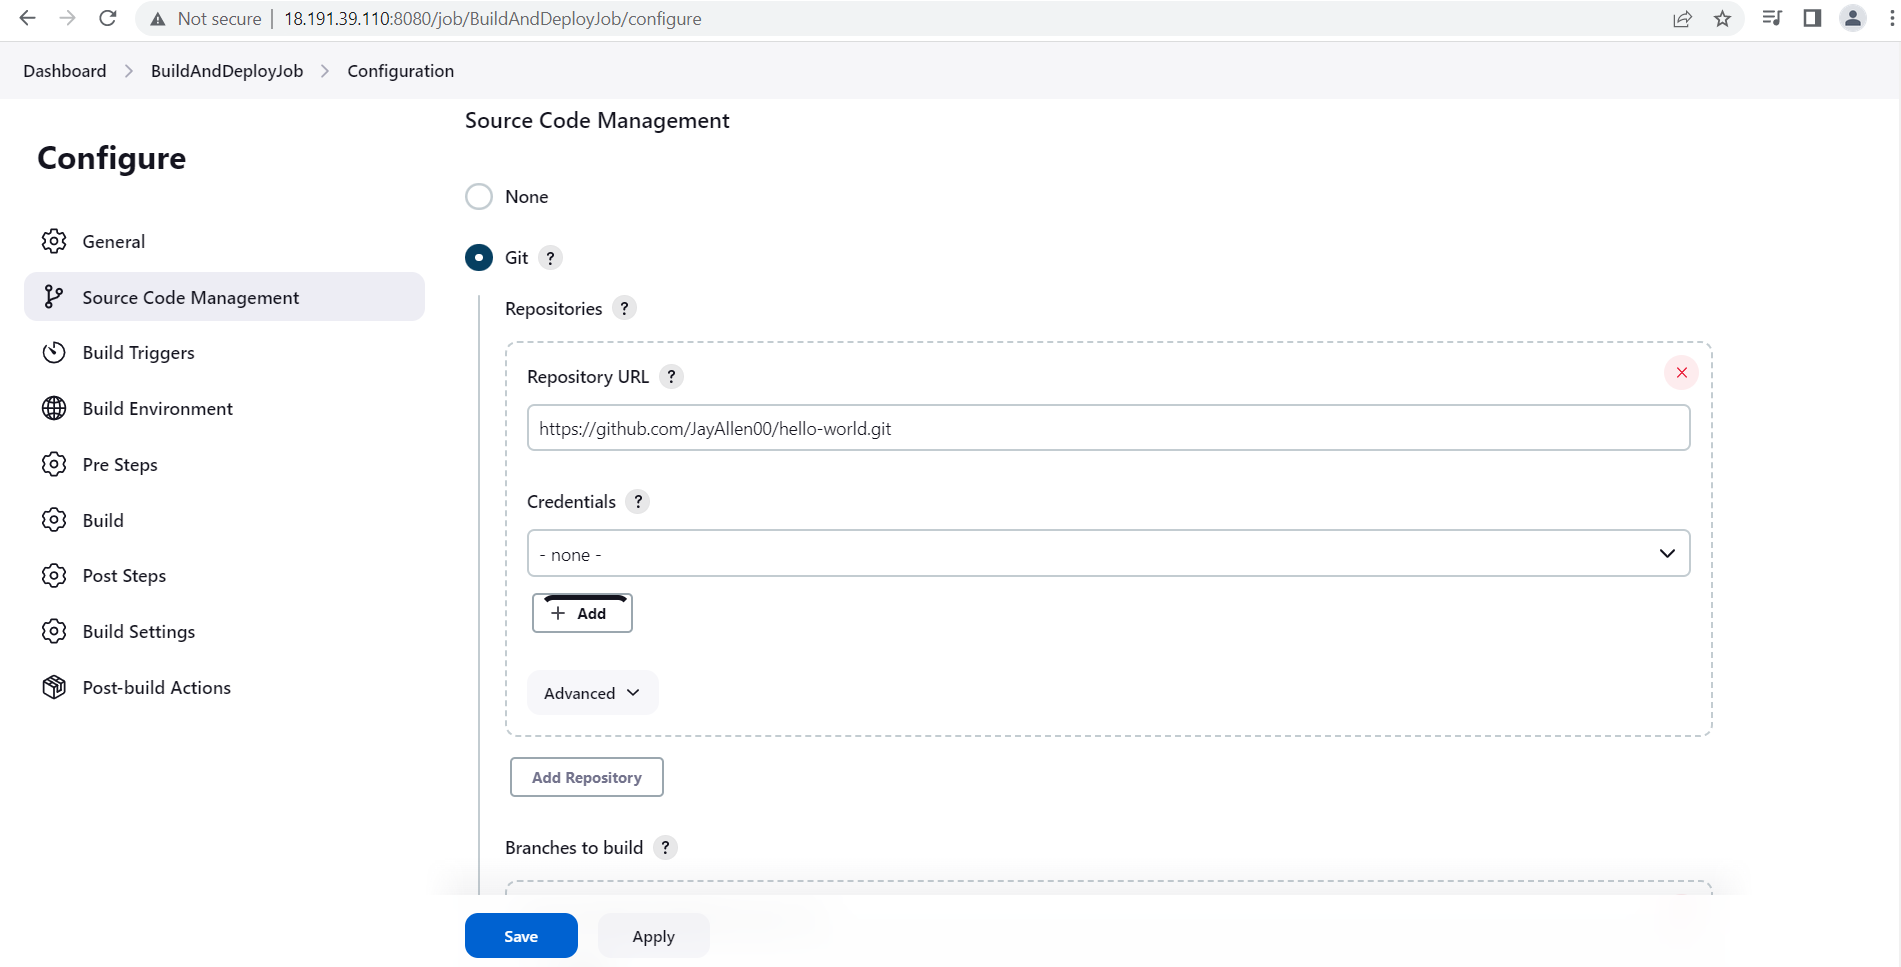 Not secure | 18.191.39.110:8080/job/BuildAndDeployJob/configure
Dashboard > BuildAndDeployJob > Configuration
Configure
General
Source Code Management
Build Triggers
Build Environment
Pre Steps
Build
Post Steps
Build Settings
Post-build Actions
Source Code Management
None
Git ?
Repositories ?
Repository URL ?
https://github.com/JayAllen00/hello-world.git
Credentials ?
- none -
+ Add
Advanced
Add Repository
Branches to build ?
Save Apply